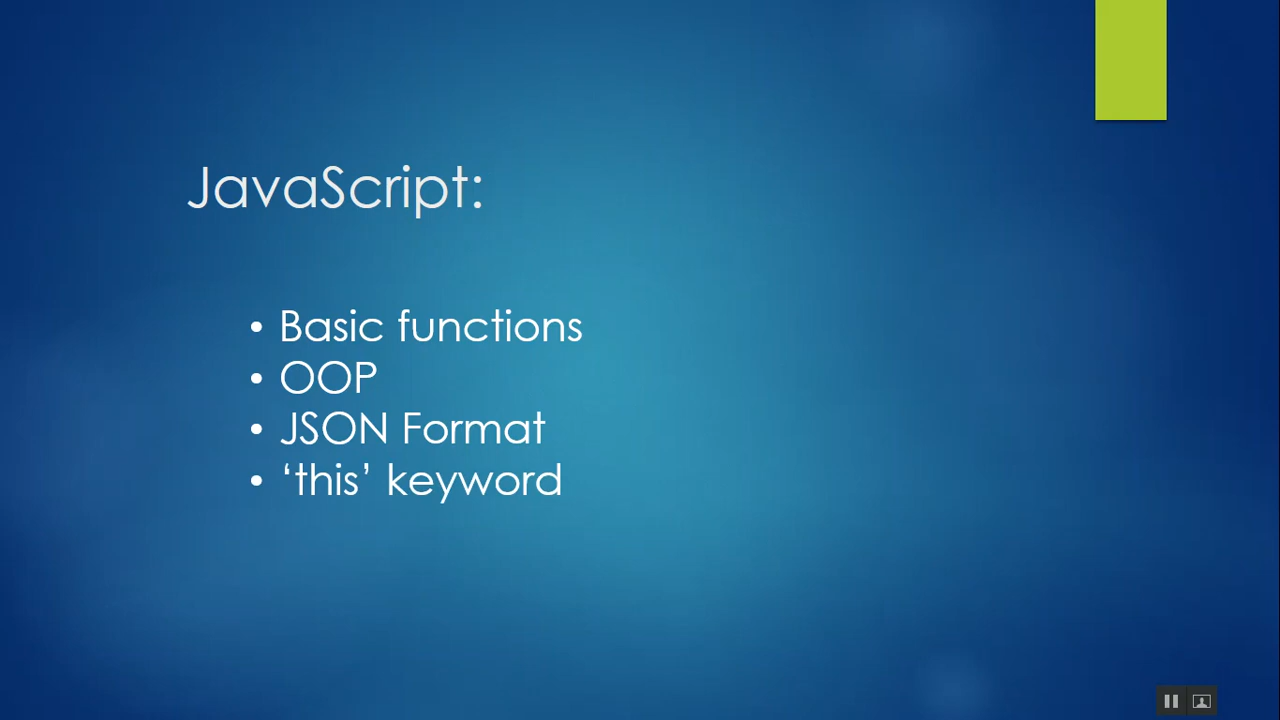 JavaScript:
• Basic functions
• OOP
• JSON Format
• ‘this’ keyword